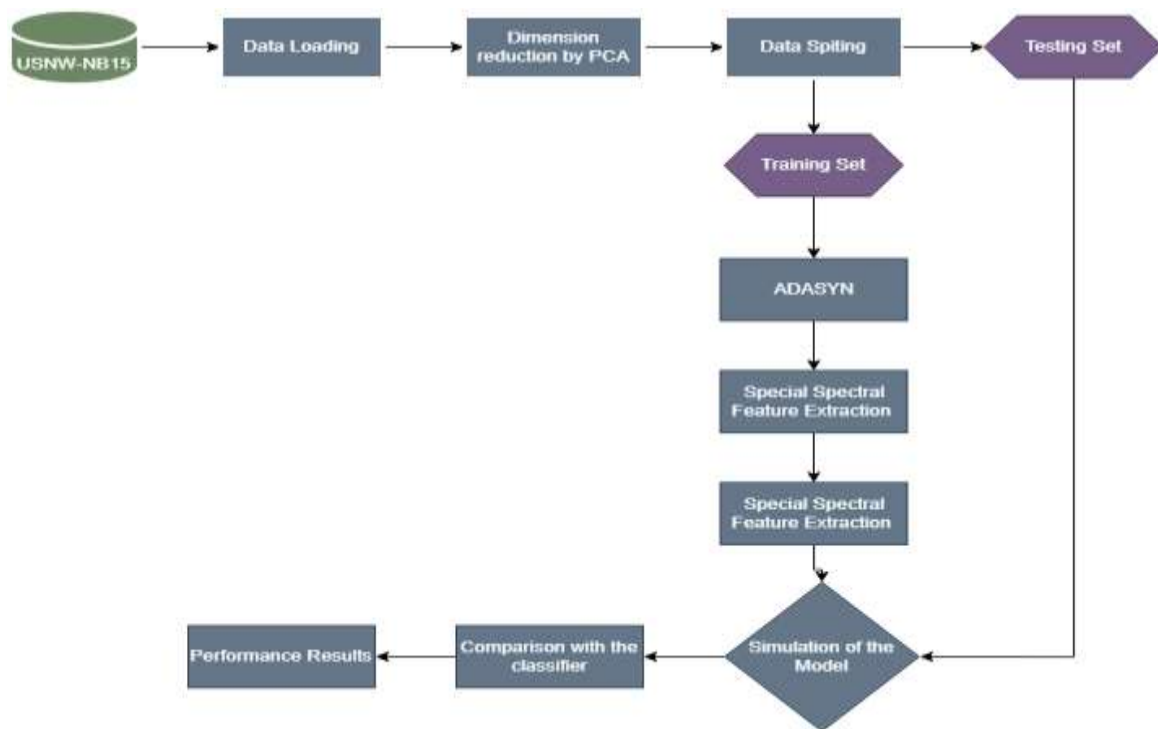 USNW-NB15
Data Loading
Dimension
reduction by PCA
Data Spiting
Testing Set
Training Set
ADASYN
Special Spectral
Feature Extraction
Special Spectral
Feature Extraction
Simulation of the
Model
Comparison with the
classifier
Performance Results